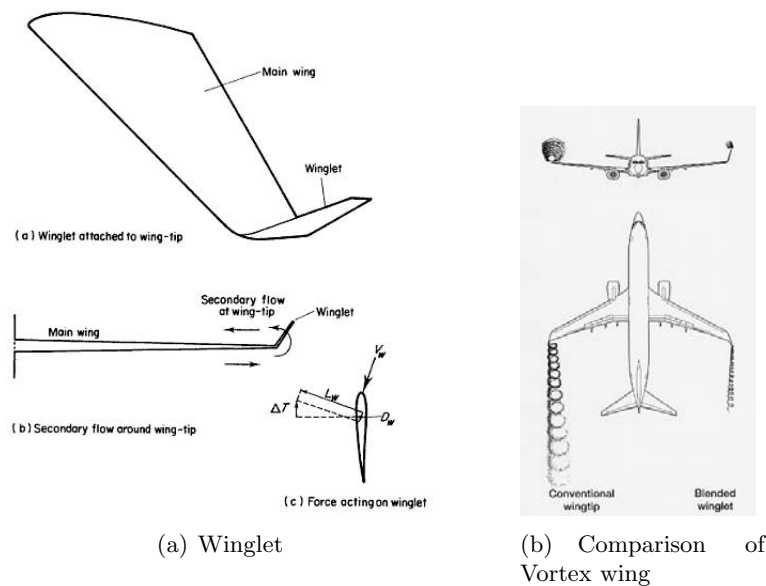 Main wing
Winglet
(a) Winglet attached to wing-tip
Secondary flow
at wing-tip
Winglet
Main wing
V_w
L_w
ΔT
D_w
(b) Secondary flow around wing-tip
(c) Force acting on winglet
(a) Winglet
Conventional
wingtip
Blended
winglet
(b) Comparison of
Vortex wing